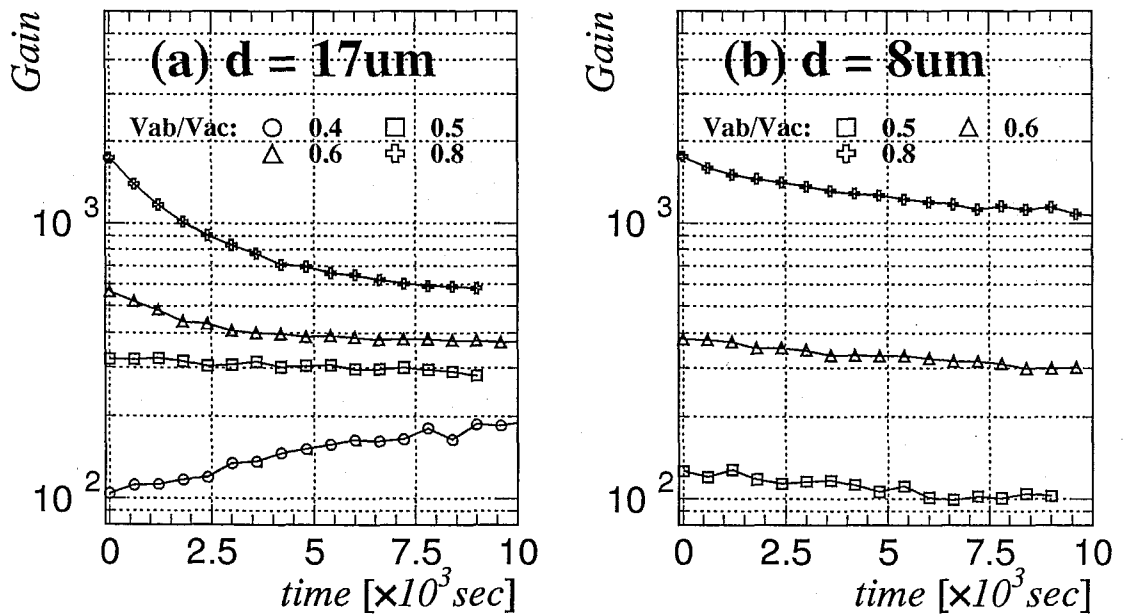 Gain
(a) d = 17um
Vab/Vac: 0.4 0.5
0.6 0.8
10 3
10 2
0 2.5 5 7.5 10
time [×10 3 sec]
Gain
(b) d = 8um
Vab/Vac: 0.5 0.6
0.8
10 3
10 2
0 2.5 5 7.5 10
time [×10 3 sec]